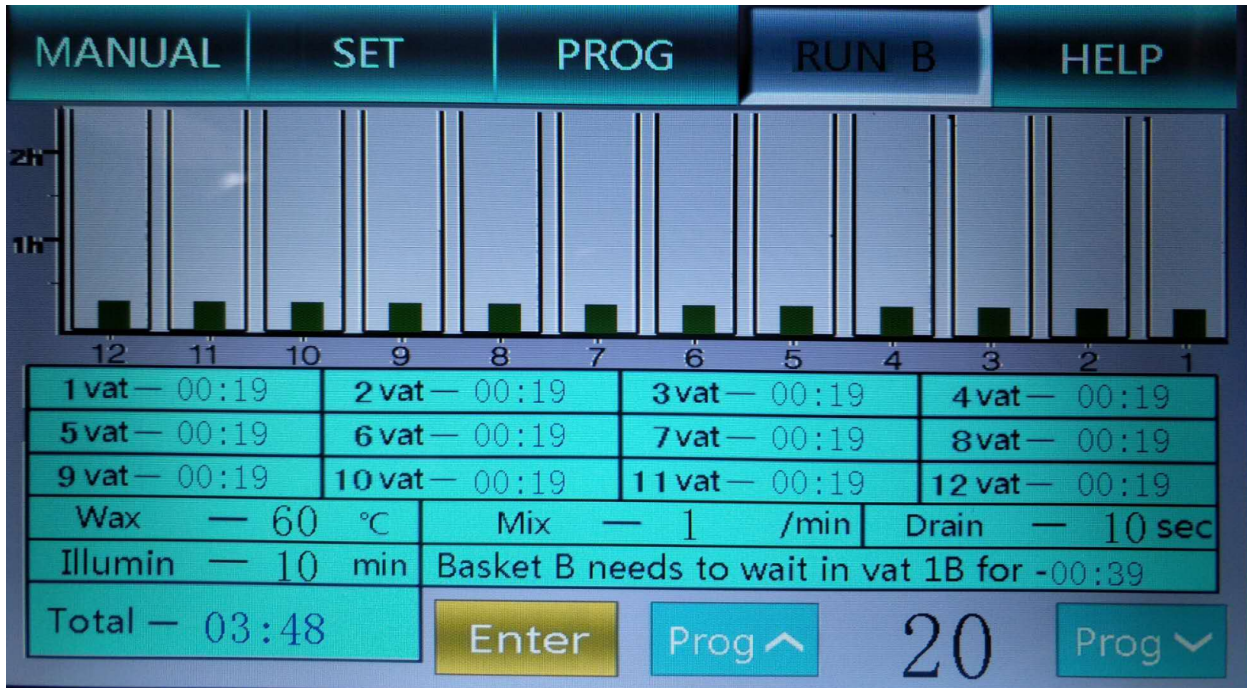 MANUAL SET PROG RUN B HELP
2h
1h
12 11 10 9 8 7 6 5 4 3 2 1
1 vat — 00:19 2 vat — 00:19 3 vat — 00:19 4 vat — 00:19
5 vat — 00:19 6 vat — 00:19 7 vat — 00:19 8 vat — 00:19
9 vat — 00:19 10 vat — 00:19 11 vat — 00:19 12 vat — 00:19
Wax — 60 ℃ Mix — 1 /min Drain — 10 sec
Illumin — 10 min Basket B needs to wait in vat 1B for -00:39
Total — 03:48 Enter Prog 20 Prog